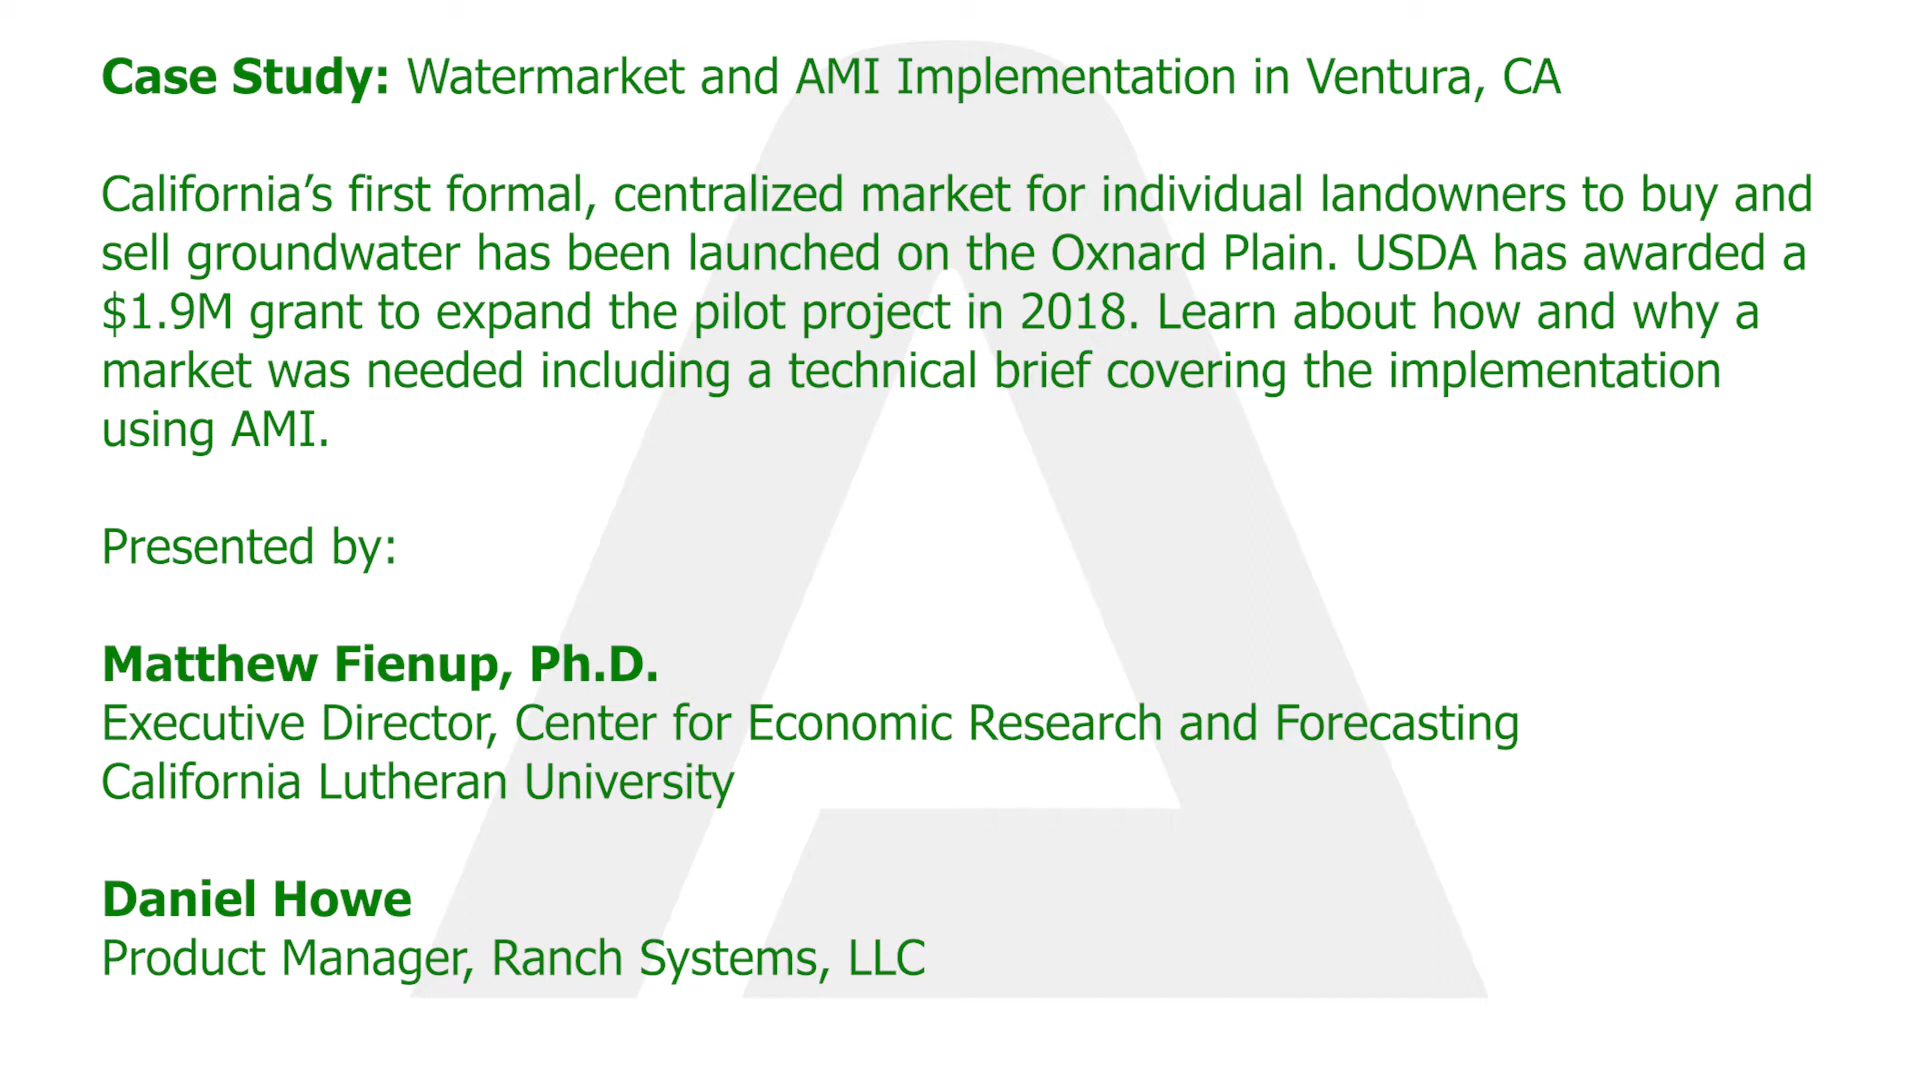 Case Study: Watermarket and AMI Implementation in Ventura, CA
California’s first formal, centralized market for individual landowners to buy and
sell groundwater has been launched on the Oxnard Plain. USDA has awarded a
$1.9M grant to expand the pilot project in 2018. Learn about how and why a
market was needed including a technical brief covering the implementation
using AMI.
Presented by:
Matthew Fienup, Ph.D.
Executive Director, Center for Economic Research and Forecasting
California Lutheran University
Daniel Howe
Product Manager, Ranch Systems, LLC